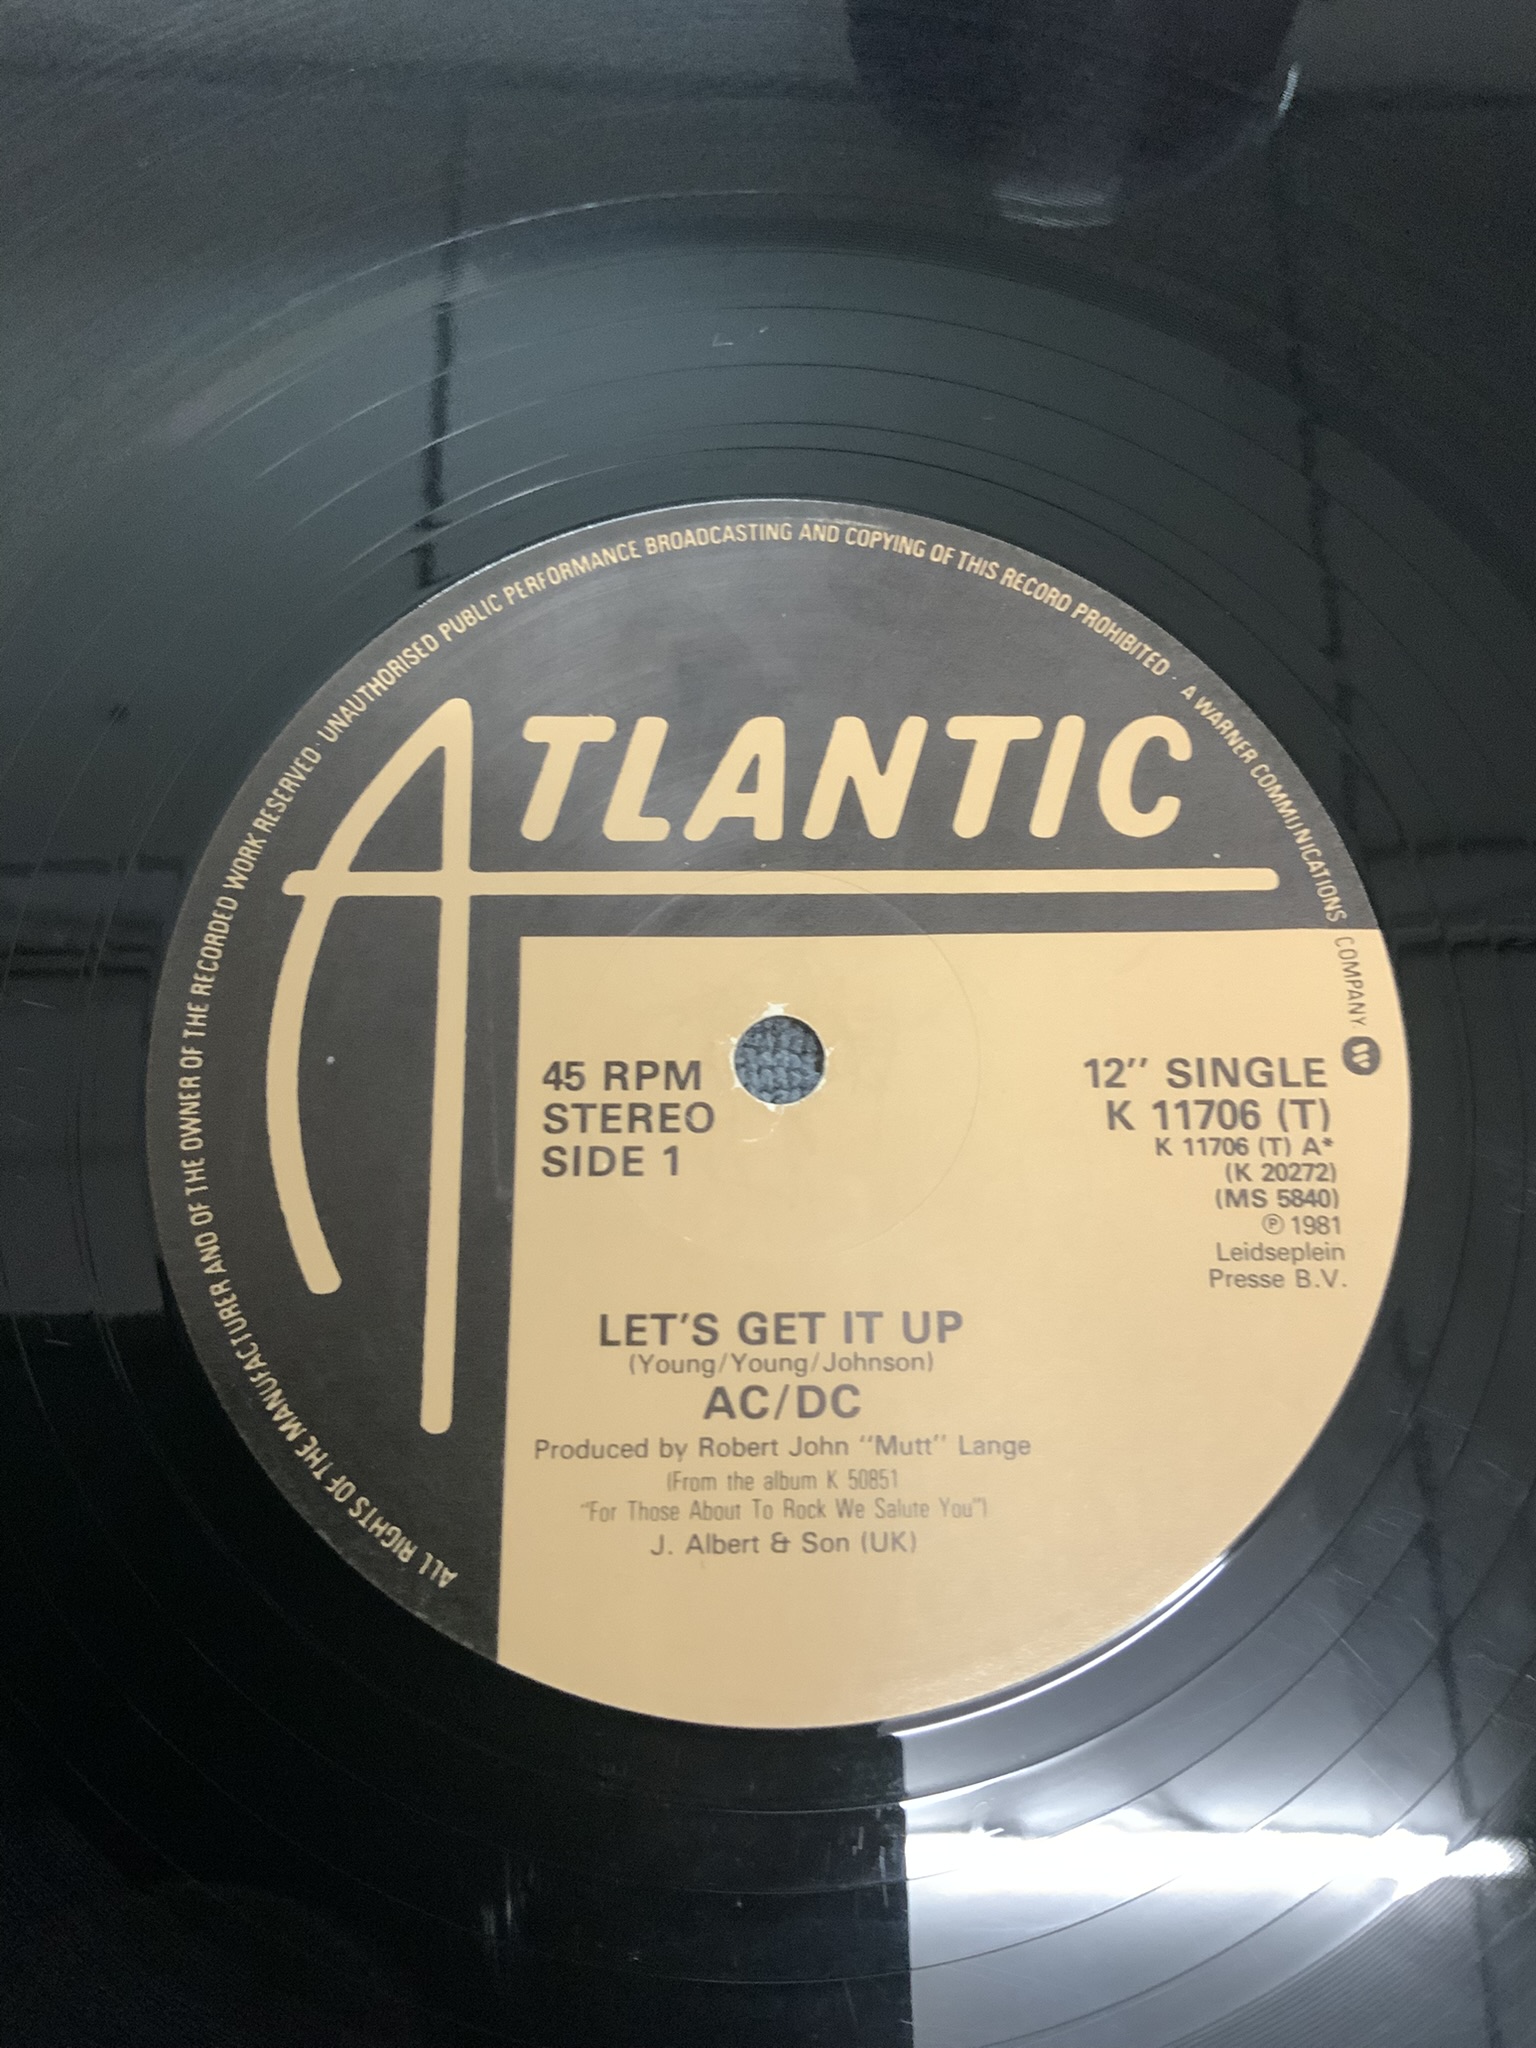 ALL RIGHTS OF THE MANUFACTURER AND OF THE OWNER OF THE RECORDED WORK RESERVED · UNAUTHORISED PUBLIC PERFORMANCE BROADCASTING AND COPYING OF THIS RECORD PROHIBITED · A WARNER COMMUNICATIONS COMPANY.
ATLANTIC
45 RPM
STEREO
SIDE 1
12" SINGLE
K 11706 (T)
K 11706 (T) A*
(K 20272)
(MS 5840)
℗ 1981
Leidseplein
Presse B.V.
LET'S GET IT UP
(Young/Young/Johnson)
AC/DC
Produced by Robert John "Mutt" Lange
(From the album K 50851
"For Those About To Rock We Salute You")
J. Albert & Son (UK)